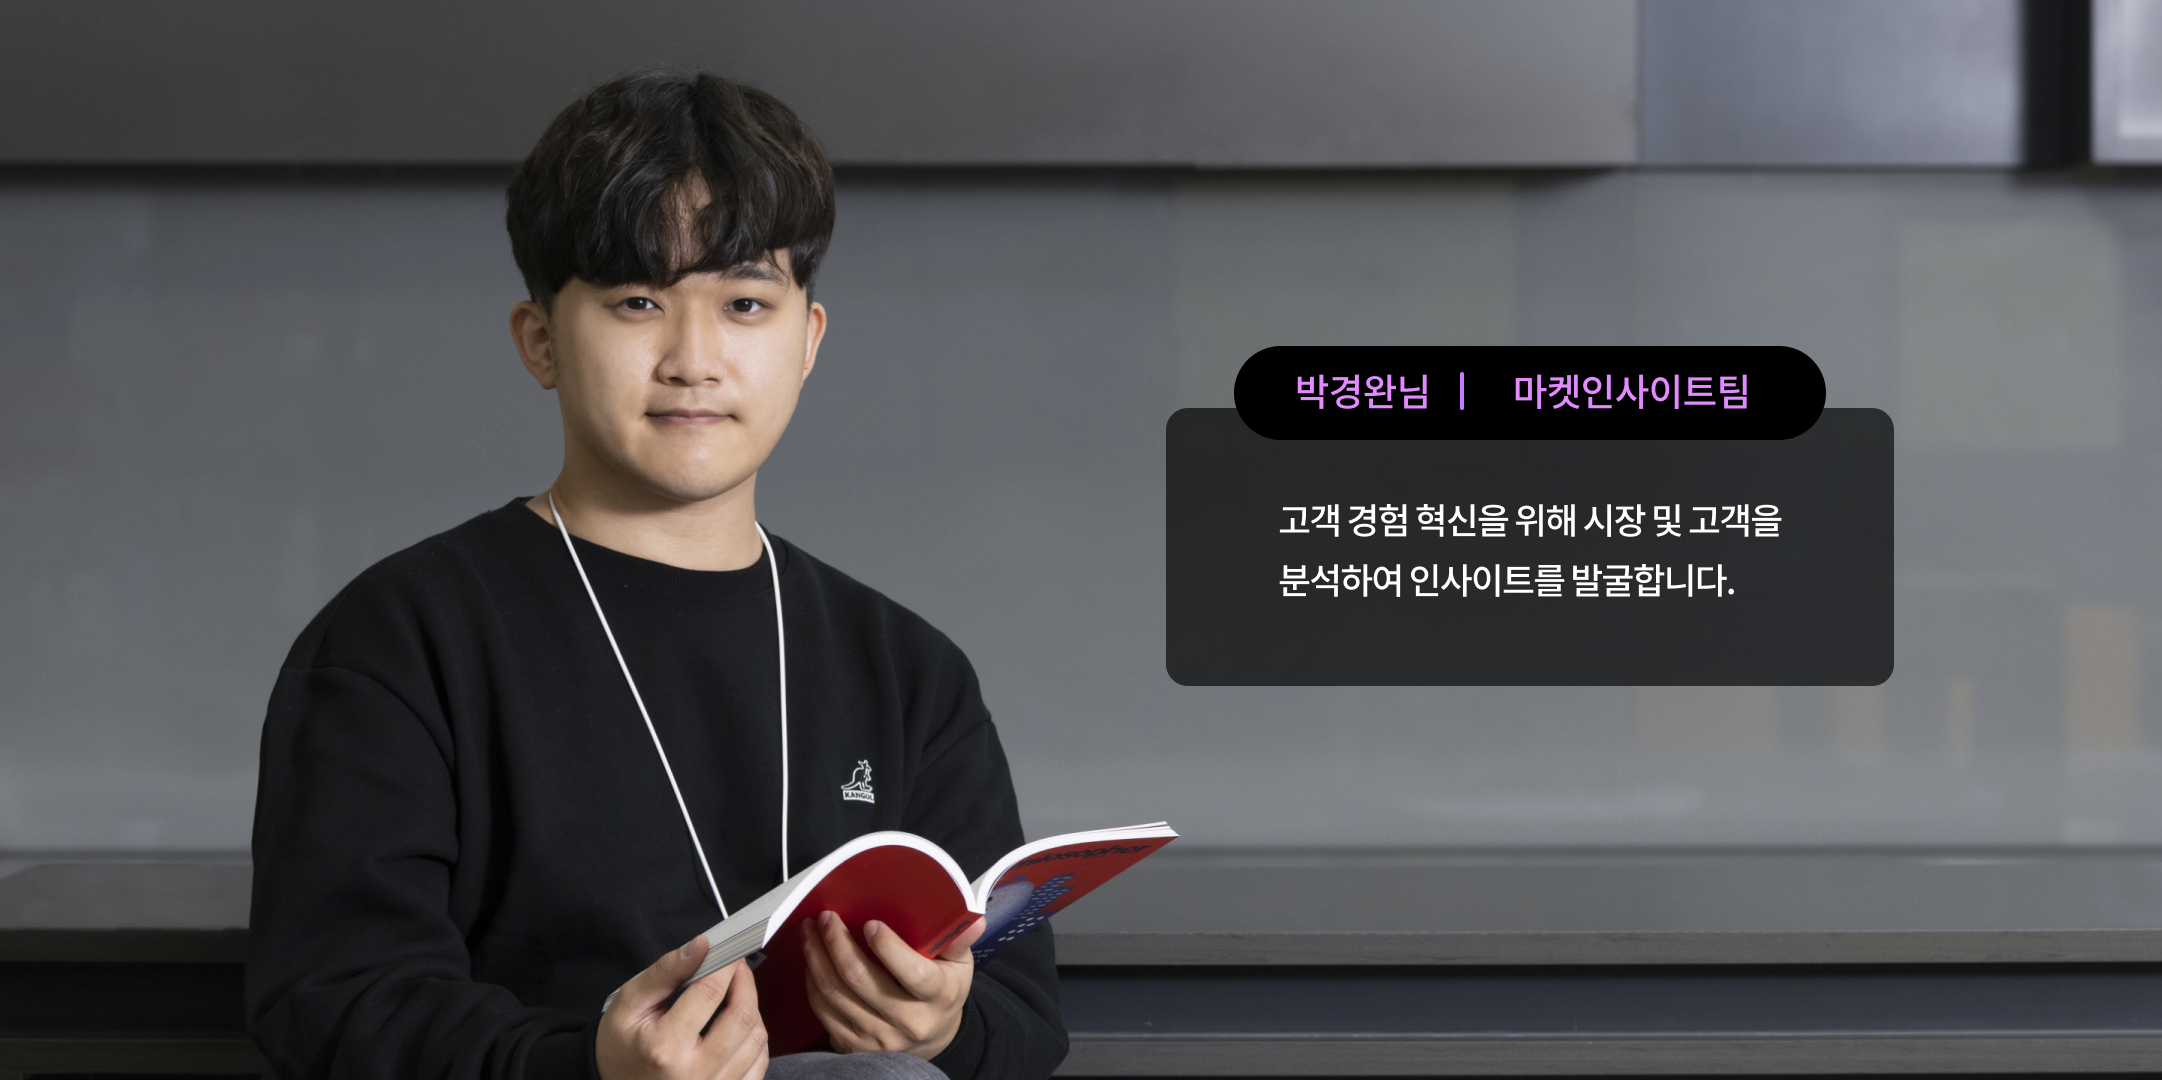 박경완님 | 마켓인사이트팀
고객 경험 혁신을 위해 시장 및 고객을
분석하여 인사이트를 발굴합니다.
KANGOL